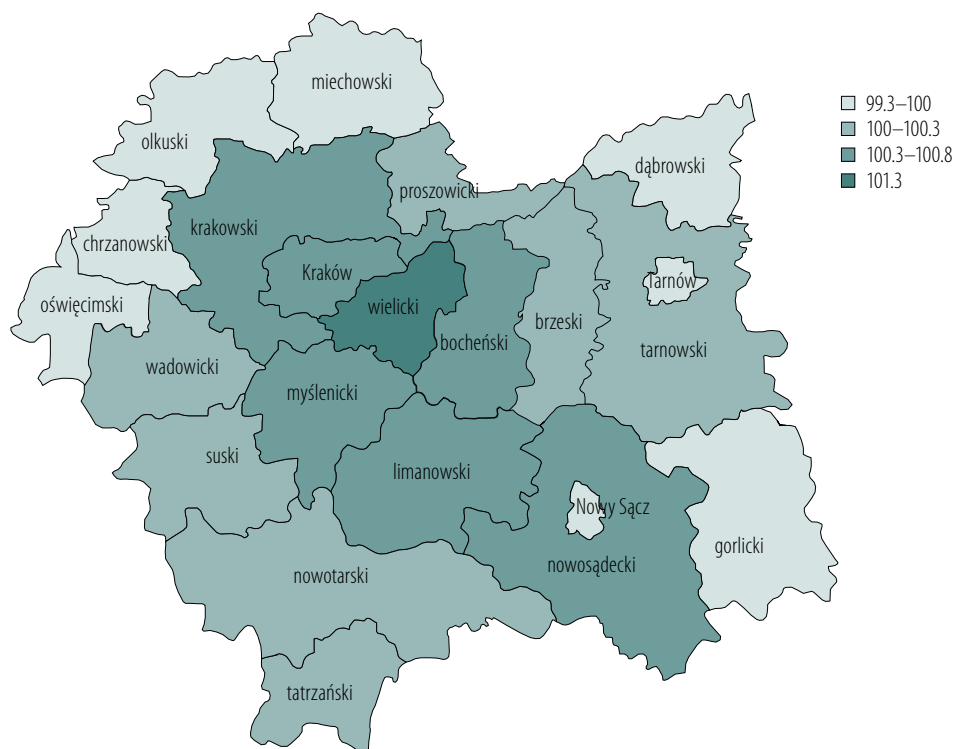 miechowski
99.3–100
100–100.3
100.3–100.8
101.3
olkuski
dąbrowski
proszowicki
krakowski
chrzanowski
Kraków
Tarnów
oświęcimski
wielicki
brzeski
bocheński
tarnowski
wadowicki
myślenicki
suski
limanowski
Nowy Sącz
gorlicki
nowosądecki
nowotarski
tatrzański